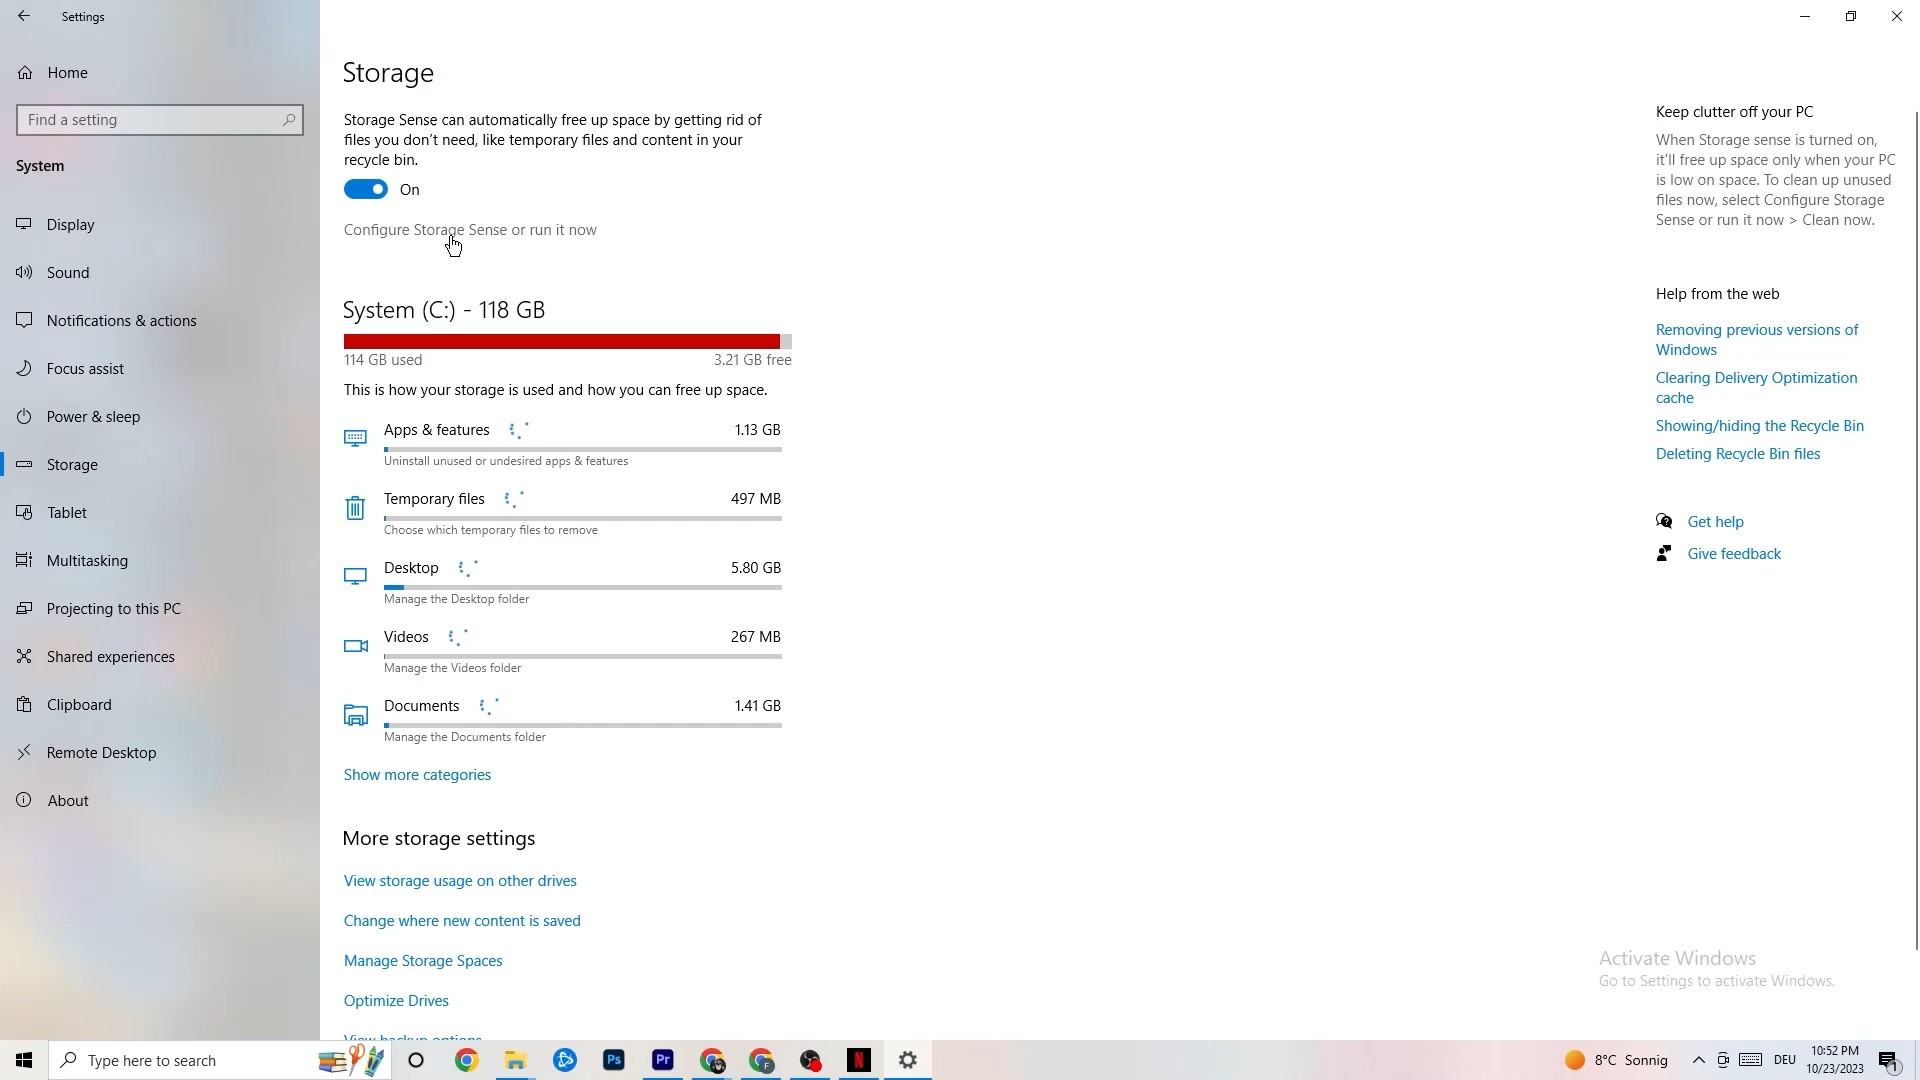 Settings
Home
Find a setting
System
Display
Sound
Notifications & actions
Focus assist
Power & sleep
Storage
Tablet
Multitasking
Projecting to this PC
Shared experiences
Clipboard
Remote Desktop
About
Storage
Storage Sense can automatically free up space by getting rid of
files you don't need, like temporary files and content in your
recycle bin.
On
Configure Storage Sense or run it now
System (C:) - 118 GB
114 GB used 3.21 GB free
This is how your storage is used and how you can free up space.
Apps & features 1.13 GB
Uninstall unused or undesired apps & features
Temporary files 497 MB
Choose which temporary files to remove
Desktop 5.80 GB
Manage the Desktop folder
Videos 267 MB
Manage the Videos folder
Documents 1.41 GB
Manage the Documents folder
Show more categories
More storage settings
View storage usage on other drives
Change where new content is saved
Manage Storage Spaces
Optimize Drives
View backup options
Keep clutter off your PC
When Storage sense is turned on,
it'll free up space only when your PC
is low on space. To clean up unused
files now, select Configure Storage
Sense or run it now > Clean now.
Help from the web
Removing previous versions of
Windows
Clearing Delivery Optimization
cache
Showing/hiding the Recycle Bin
Deleting Recycle Bin files
Get help
Give feedback
Activate Windows
Go to Settings to activate Windows.
Type here to search
Ps
Pr
F
N
8°C Sonnig
DEU
10:52 PM
10/23/2023
1